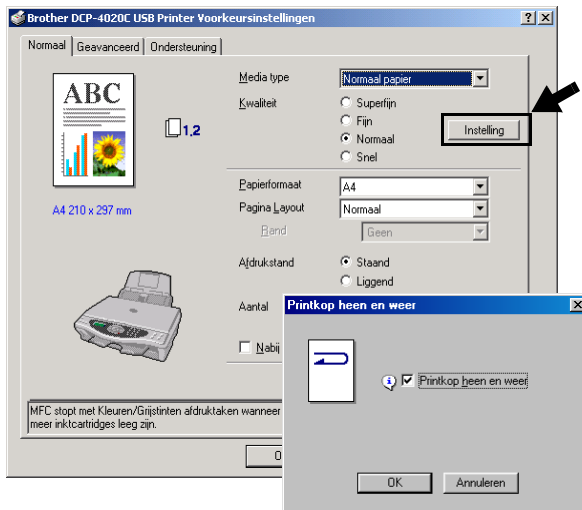 Brother DCP-4020C USB Printer Voorkeursinstellingen
Normaal Geavanceerd Ondersteuning
ABC
1,2
A4 210 x 297 mm
Media type Normaal papier
Kwaliteit Superfijn
Fijn
Normaal
Snel
Instelling
Papierformaat A4
Pagina Layout Normaal
Rand Geen
Afdrukstand Staand
Liggend
Aantal
Nabij
MFC stopt met Kleuren/Grijstinten afdruktaken wanneer
meer inktcartridges leeg zijn.
Printkop heen en weer
Printkop heen en weer
OK Annuleren